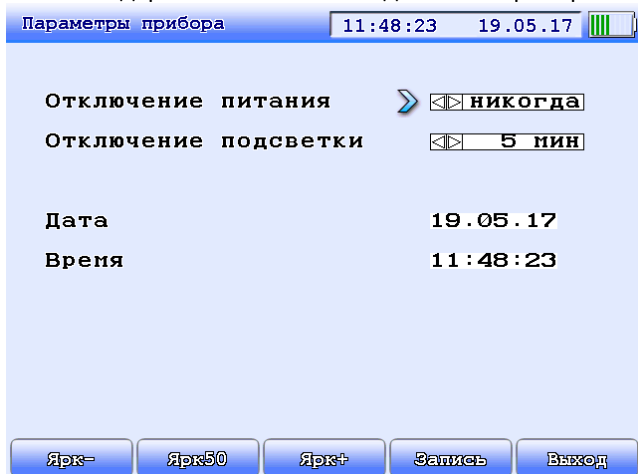 Параметры прибора 11:48:23 19.05.17
Отключение питания никогда
Отключение подсветки 5 мин
Дата 19.05.17
Время 11:48:23
Ярк- Ярк50 Ярк+ Запись Выход